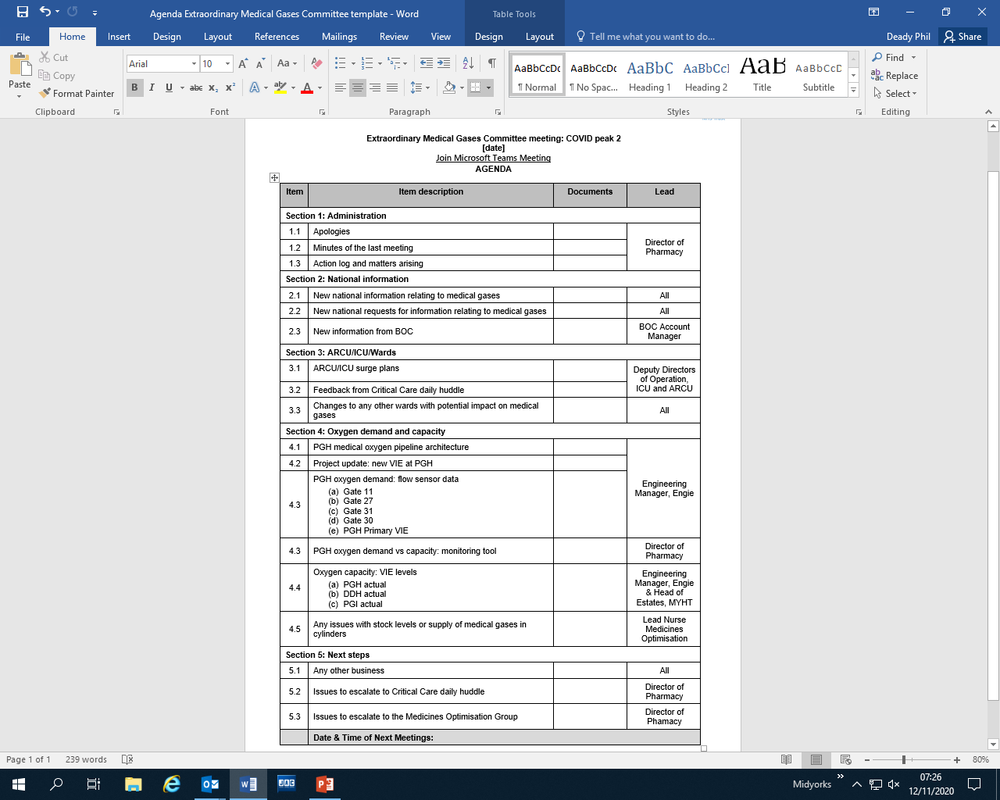 Agenda Extraordinary Medical Gases Committee template - Word
Table Tools
File Home Insert Design Layout References Mailings Review View Design Layout Tell me what you want to do... Deady Phil Share
Paste
Cut
Copy
Format Painter
Clipboard
Arial 10
Font
Paragraph
AaBbCcDc AaBbCcDc AaBbC AaBbCcI AaB AaBbCcD
¶ Normal ¶ No Spac... Heading 1 Heading 2 Title Subtitle
Styles
Find
Replace
Select
Editing
Extraordinary Medical Gases Committee meeting: COVID peak 2
[date]
Join Microsoft Teams Meeting
AGENDA
Item Item description Documents Lead
Section 1: Administration
1.1 Apologies
1.2 Minutes of the last meeting
1.3 Action log and matters arising
Director of
Pharmacy
Section 2: National information
2.1 New national information relating to medical gases All
2.2 New national requests for information relating to medical gases All
2.3 New information from BOC BOC Account
Manager
Section 3: ARCU/ICU/Wards
3.1 ARCU/ICU surge plans
3.2 Feedback from Critical Care daily huddle
Deputy Directors
of Operation,
ICU and ARCU
3.3 Changes to any other wards with potential impact on medical
gases
All
Section 4: Oxygen demand and capacity
4.1 PGH medical oxygen pipeline architecture
4.2 Project update: new VIE at PGH
4.3 PGH oxygen demand: flow sensor data
(a) Gate 11
(b) Gate 27
(c) Gate 31
(d) Gate 30
(e) PGH Primary VIE
Engineering
Manager, Engie
4.3 PGH oxygen demand vs capacity: monitoring tool Director of
Pharmacy
4.4 Oxygen capacity: VIE levels
(a) PGH actual
(b) DDH actual
(c) PGI actual
Engineering
Manager, Engie
& Head of
Estates, MYHT
4.5 Any issues with stock levels or supply of medical gases in
cylinders
Lead Nurse
Medicines
Optimisation
Section 5: Next steps
5.1 Any other business All
5.2 Issues to escalate to Critical Care daily huddle Director of
Pharmacy
5.3 Issues to escalate to the Medicines Optimisation Group Director of
Phamacy
Date & Time of Next Meetings:
Page 1 of 1 239 words 80%
JAC
Midyorks
07:26
12/11/2020